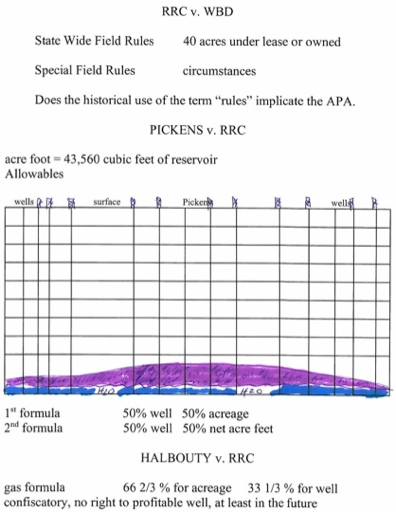 RRC v. WBD
State Wide Field Rules 40 acres under lease or owned
Special Field Rules circumstances
Does the historical use of the term “rules” implicate the APA.
PICKENS v. RRC
acre foot = 43,560 cubic feet of reservoir
Allowables
wells surface Pickens wells
H2O H2O
1st formula 50% well 50% acreage
2nd formula 50% well 50% net acre feet
HALBOUTY v. RRC
gas formula 66 2/3 % for acreage 33 1/3 % for well
confiscatory, no right to profitable well, at least in the future